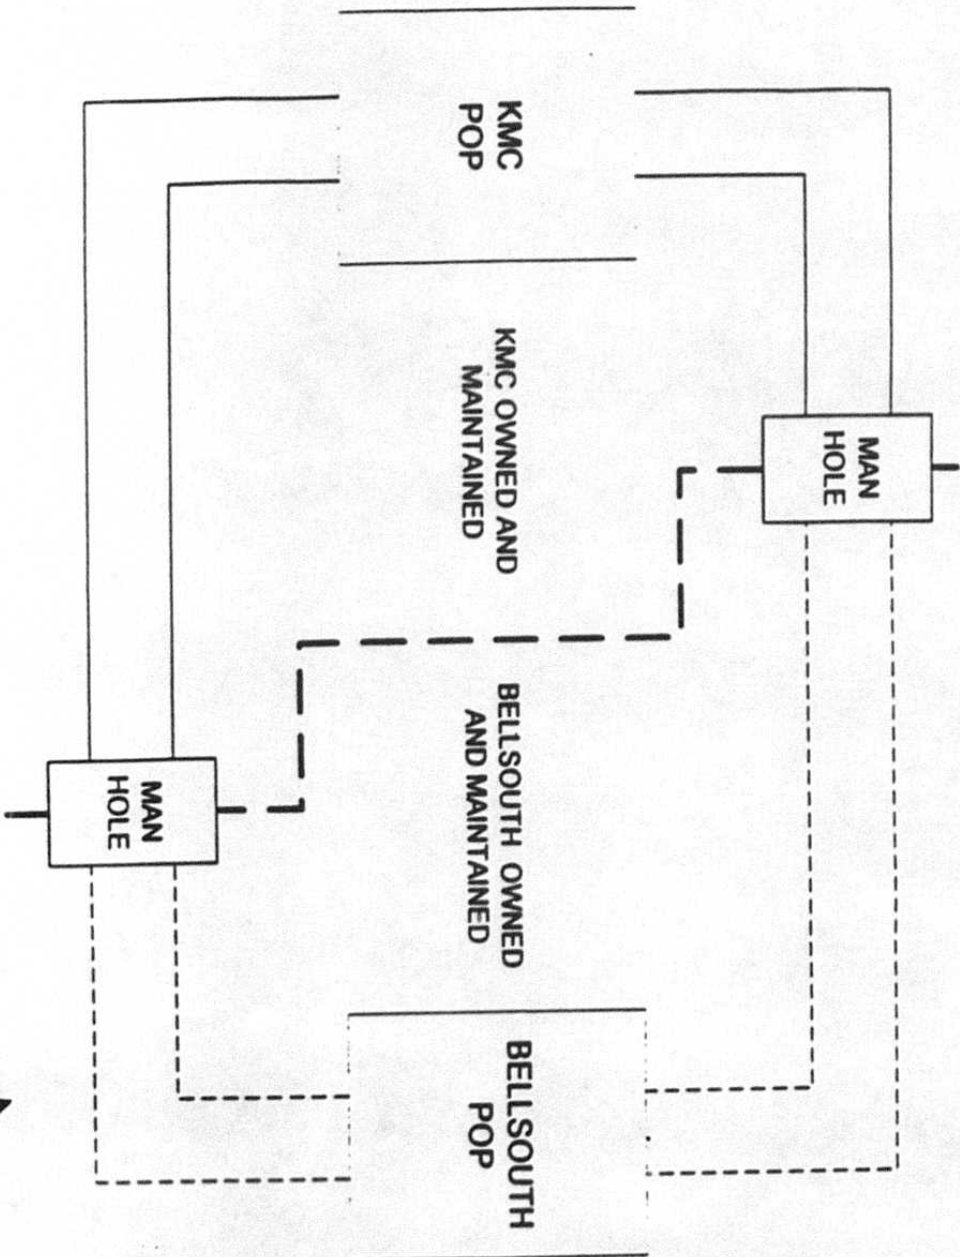 KMC
POP
MAN
HOLE
KMC OWNED AND
MAINTAINED
BELLSOUTH OWNED
AND MAINTAINED
MAN
HOLE
BELLSOUTH
POP